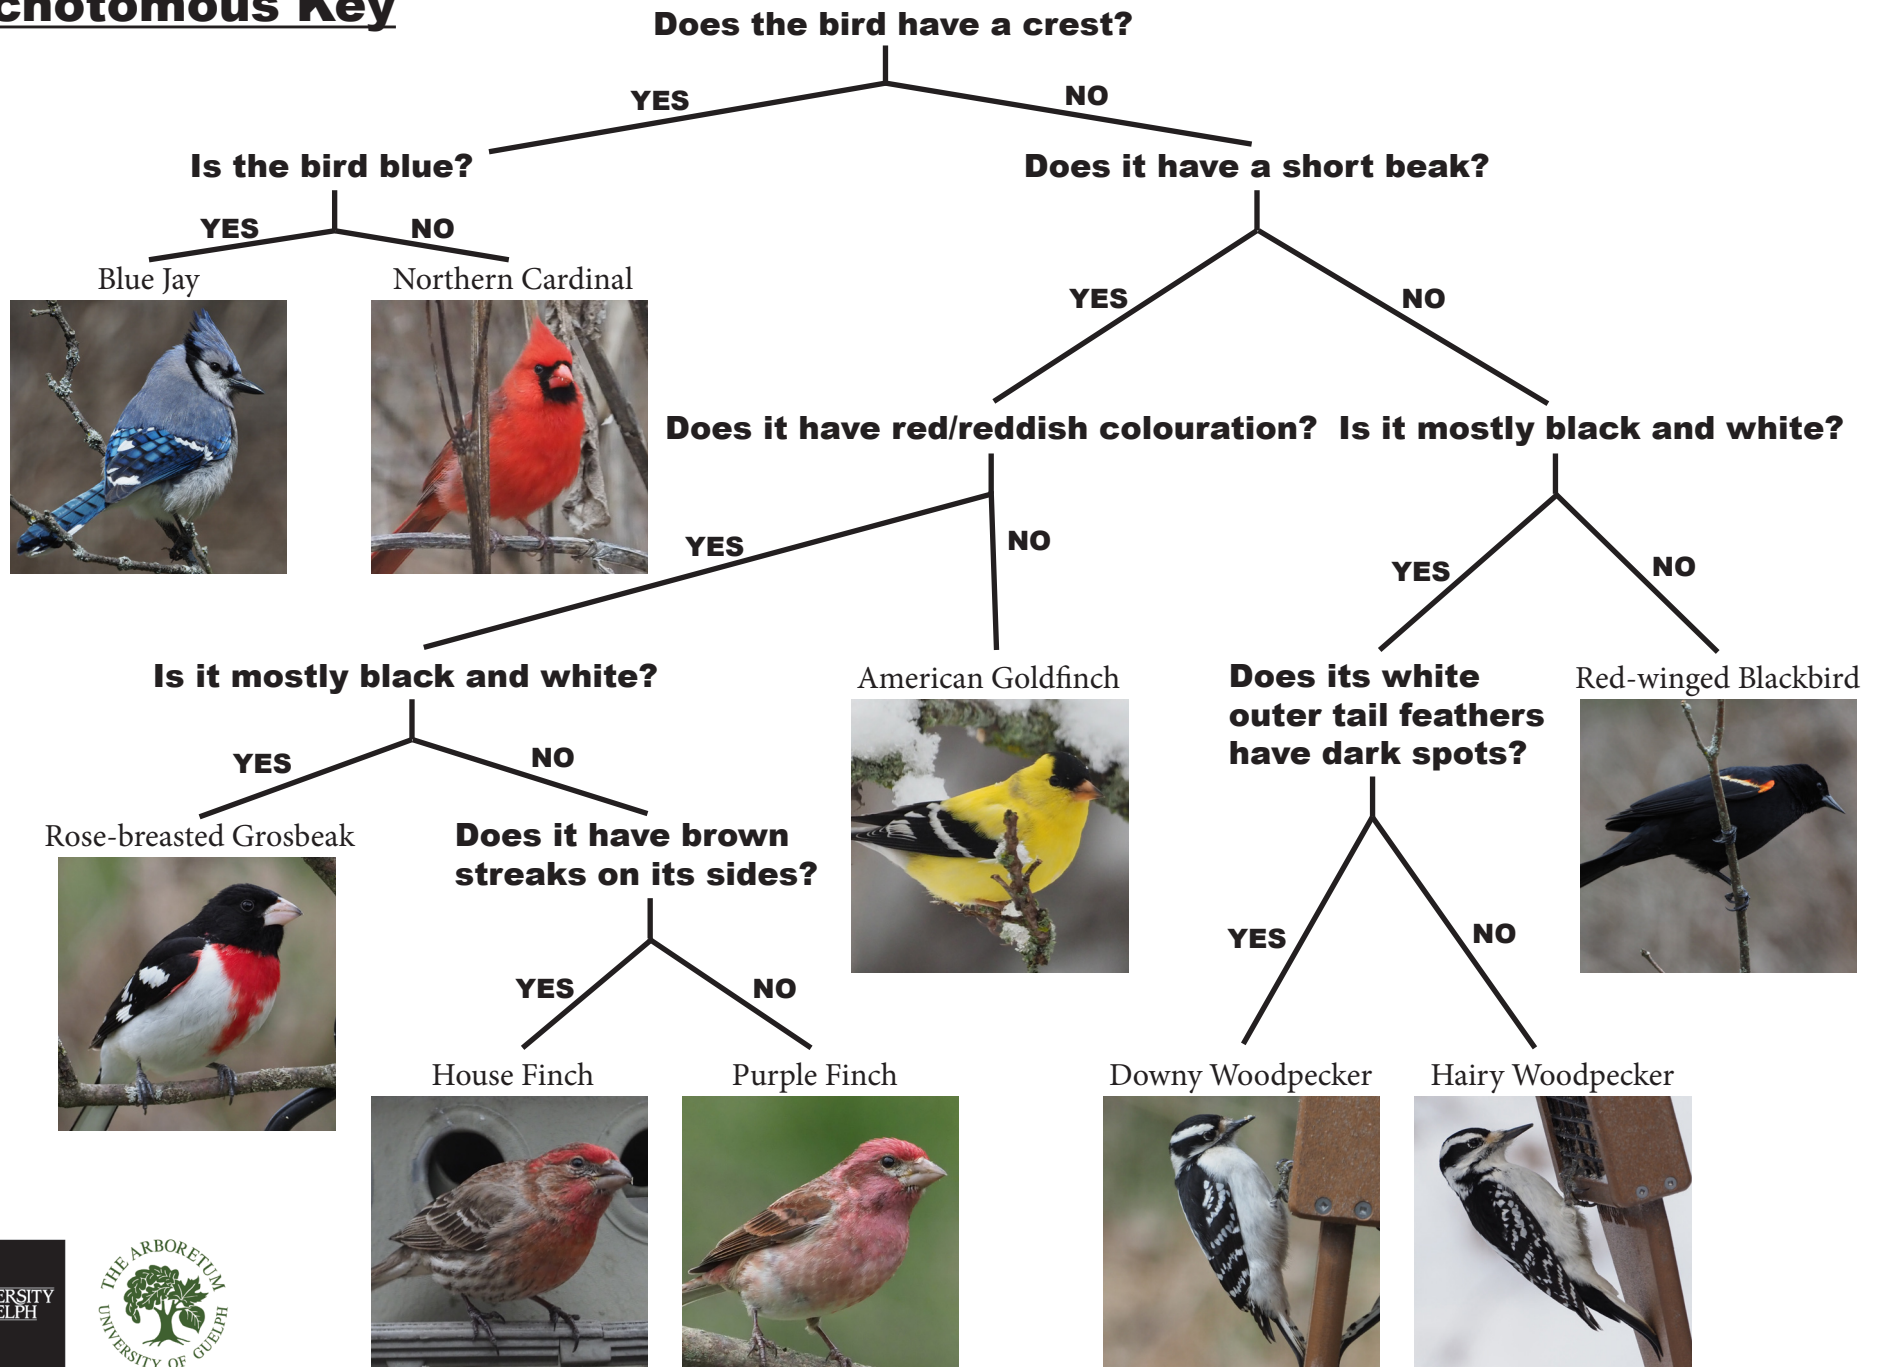 chotomous Key
Does the bird have a crest?
YES
NO
Is the bird blue?
Does it have a short beak?
YES
NO
Blue Jay
Northern Cardinal
YES
NO
Does it have red/reddish colouration?
Is it mostly black and white?
YES
NO
YES
NO
Is it mostly black and white?
American Goldfinch
Does its white
outer tail feathers
have dark spots?
Red-winged Blackbird
YES
NO
Rose-breasted Grosbeak
Does it have brown
streaks on its sides?
YES
NO
YES
NO
House Finch
Purple Finch
Downy Woodpecker
Hairy Woodpecker
ERSITY
ELPH
THE ARBORETUM
UNIVERSITY OF GUELPH